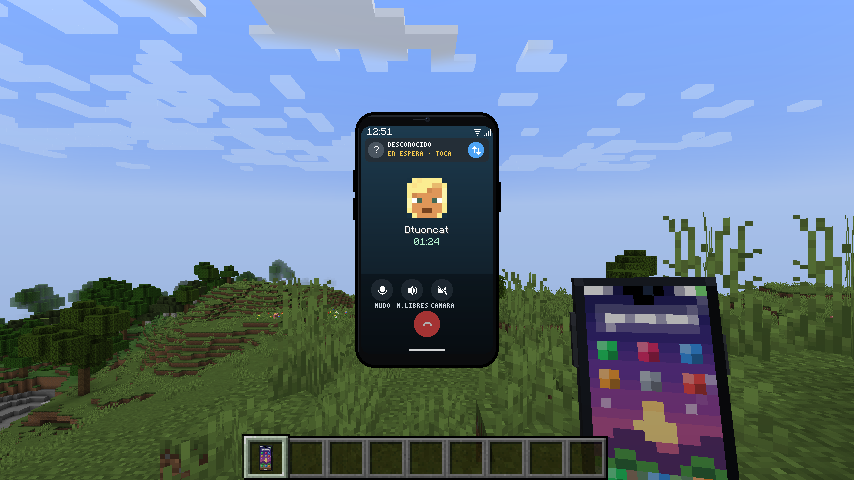 12:51
?
DESCONOCIDO
EN ESPERA · TOCA
Dtuoncat
01:24
MUDO M.LIBRES CAMARA